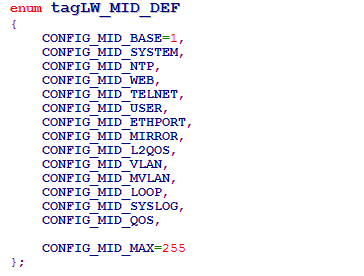 enum tagLW_MID_DEF
{
CONFIG_MID_BASE=1,
CONFIG_MID_SYSTEM,
CONFIG_MID_NTP,
CONFIG_MID_WEB,
CONFIG_MID_TELNET,
CONFIG_MID_USER,
CONFIG_MID_ETHPORT,
CONFIG_MID_MIRROR,
CONFIG_MID_L2QOS,
CONFIG_MID_VLAN,
CONFIG_MID_MVLAN,
CONFIG_MID_LOOP,
CONFIG_MID_SYSLOG,
CONFIG_MID_QOS,
CONFIG_MID_MAX=255
};